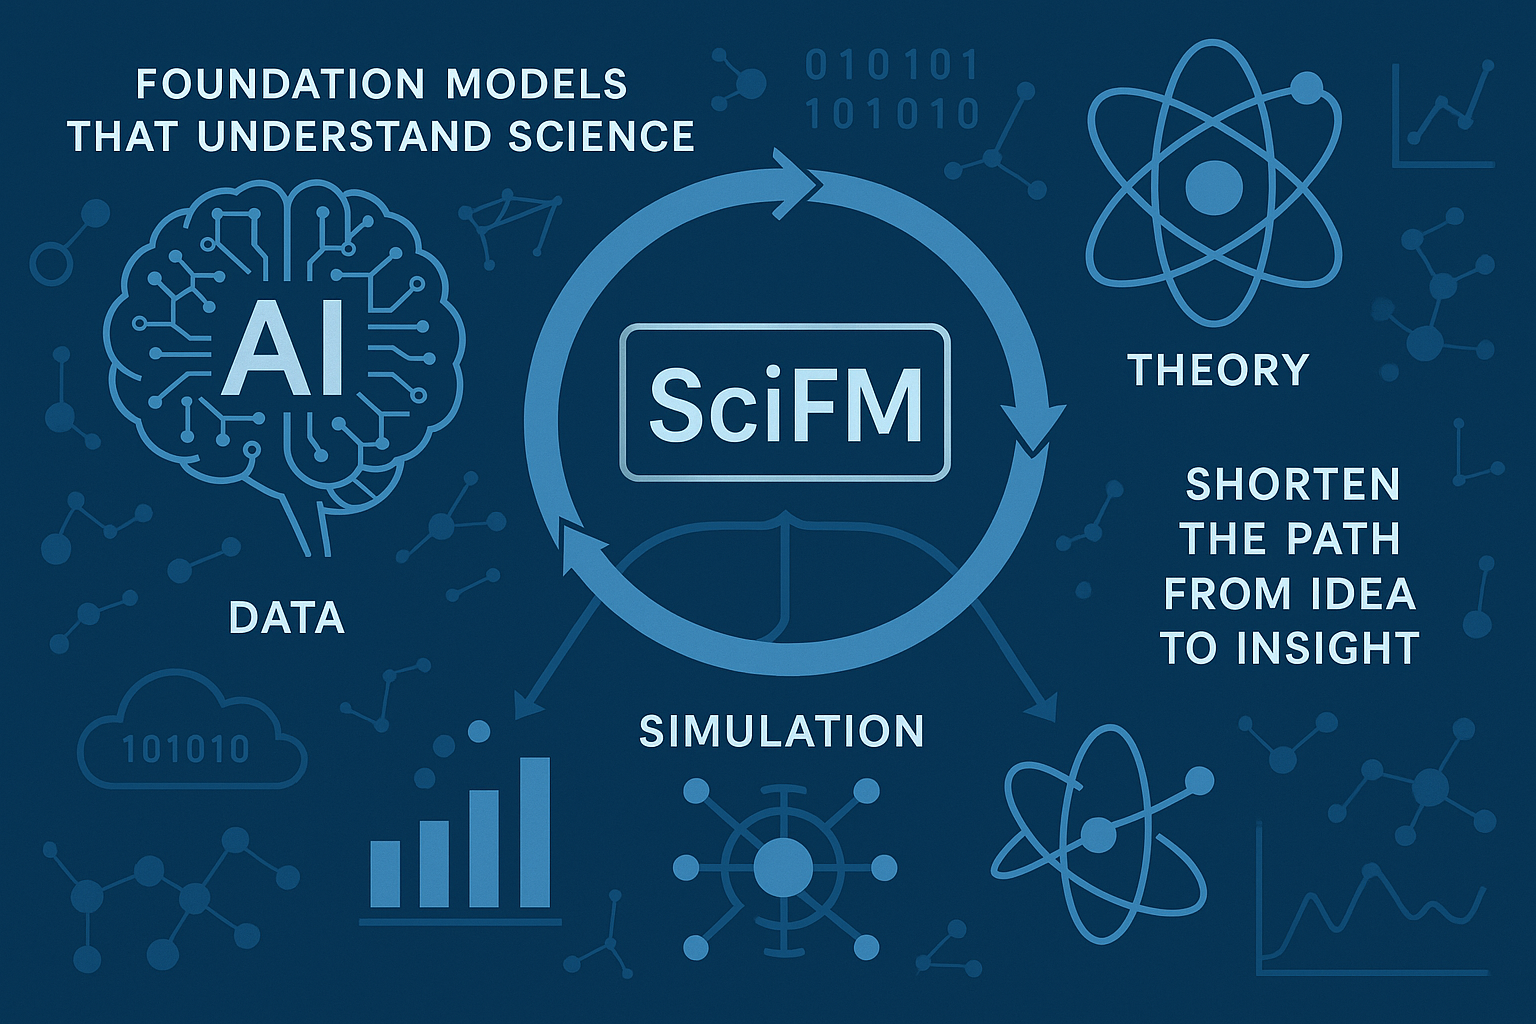 FOUNDATION MODELS
THAT UNDERSTAND SCIENCE
010101
101010
AI
SciFM
THEORY
SHORTEN
THE PATH
FROM IDEA
TO INSIGHT
DATA
101010
SIMULATION